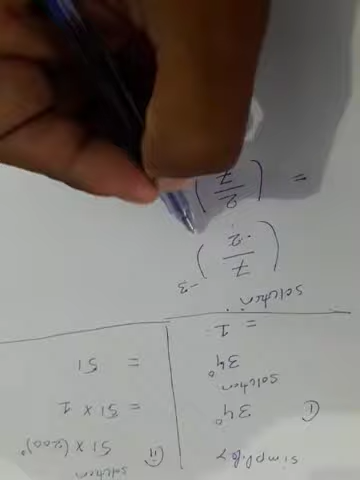 simplify
(i) 34⁰
solution
34⁰
= 1
solution
(ii) 51 x (200)⁰
= 51 x 1
= 51
solution
(7/2)⁻³
= (2/7)